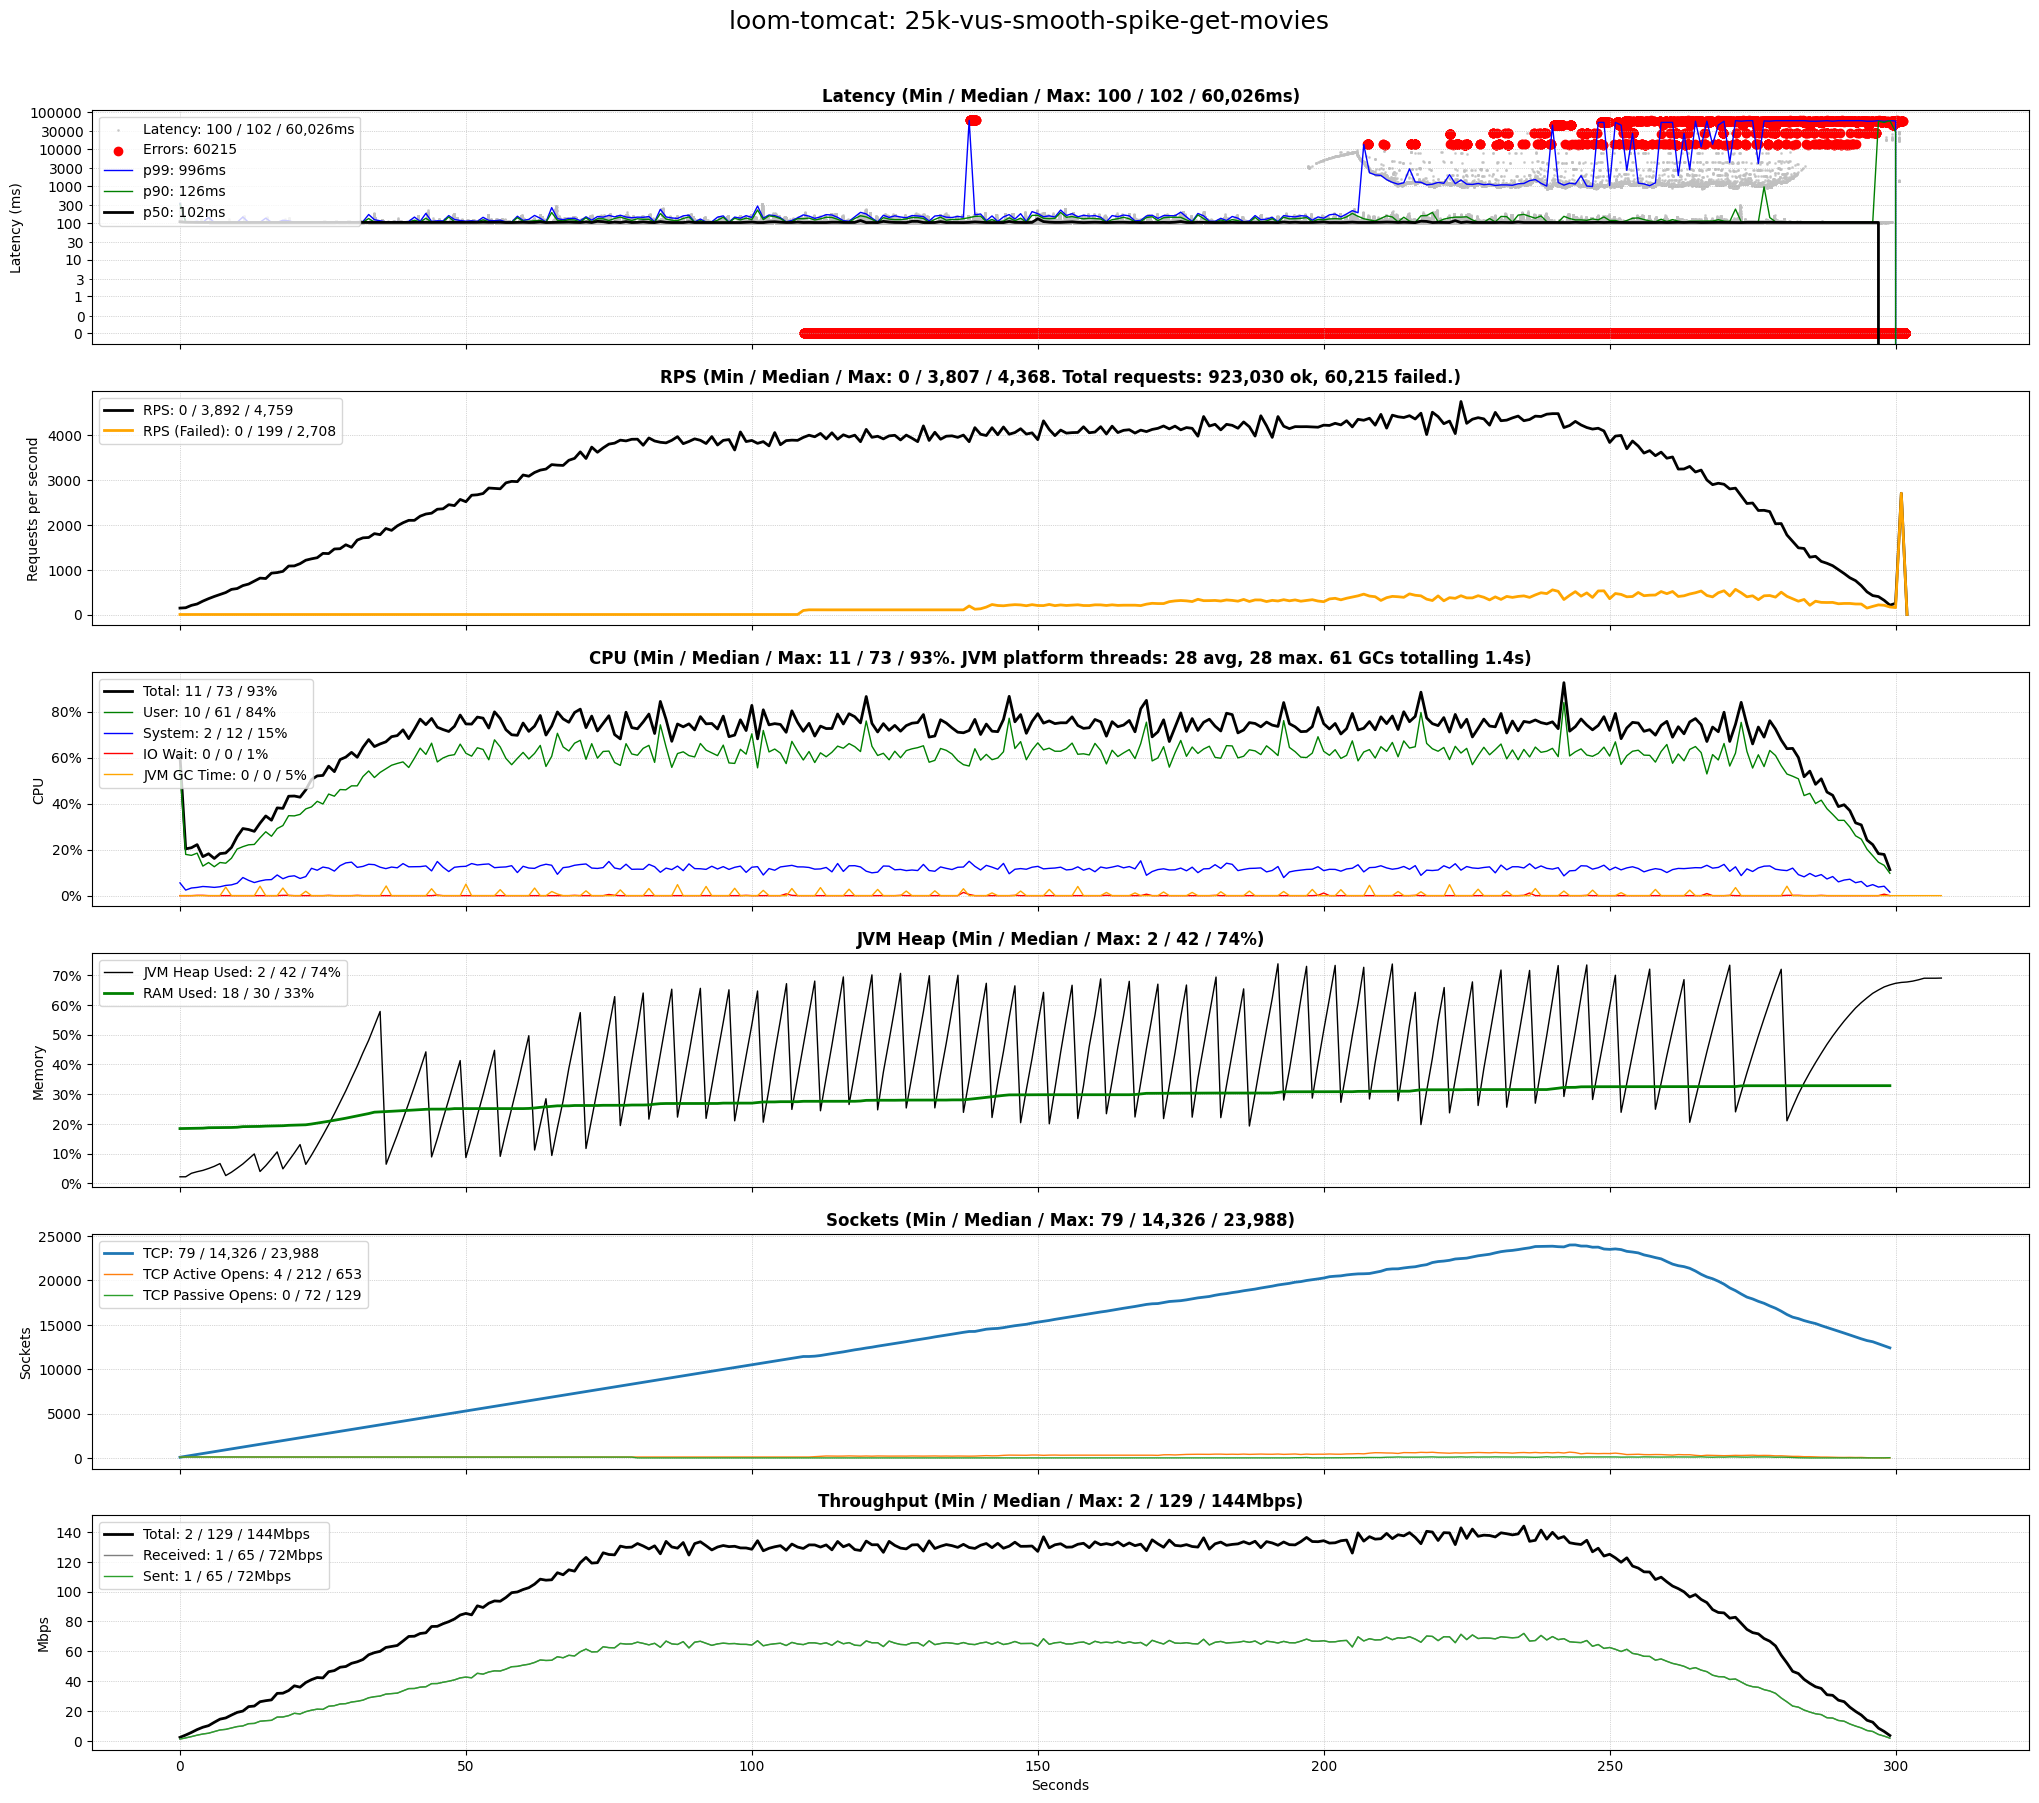 loom-tomcat: 25k-vus-smooth-spike-get-movies
Latency (Min / Median / Max: 100 / 102 / 60,026ms)
100000
30000
10000
3000
1000
300
100
30
10
3
1
0
0
Latency (ms)
Latency: 100 / 102 / 60,026ms
Errors: 60215
p99: 996ms
p90: 126ms
p50: 102ms
RPS (Min / Median / Max: 0 / 3,807 / 4,368. Total requests: 923,030 ok, 60,215 failed.)
4000
3000
2000
1000
0
Requests per second
RPS: 0 / 3,892 / 4,759
RPS (Failed): 0 / 199 / 2,708
CPU (Min / Median / Max: 11 / 73 / 93%. JVM platform threads: 28 avg, 28 max. 61 GCs totalling 1.4s)
80%
60%
40%
20%
0%
CPU
Total: 11 / 73 / 93%
User: 10 / 61 / 84%
System: 2 / 12 / 15%
IO Wait: 0 / 0 / 1%
JVM GC Time: 0 / 0 / 5%
JVM Heap (Min / Median / Max: 2 / 42 / 74%)
70%
60%
50%
40%
30%
20%
10%
0%
Memory
JVM Heap Used: 2 / 42 / 74%
RAM Used: 18 / 30 / 33%
Sockets (Min / Median / Max: 79 / 14,326 / 23,988)
25000
20000
15000
10000
5000
0
Sockets
TCP: 79 / 14,326 / 23,988
TCP Active Opens: 4 / 212 / 653
TCP Passive Opens: 0 / 72 / 129
Throughput (Min / Median / Max: 2 / 129 / 144Mbps)
140
120
100
80
60
40
20
0
Mbps
Total: 2 / 129 / 144Mbps
Received: 1 / 65 / 72Mbps
Sent: 1 / 65 / 72Mbps
0 50 100 150 200 250 300
Seconds